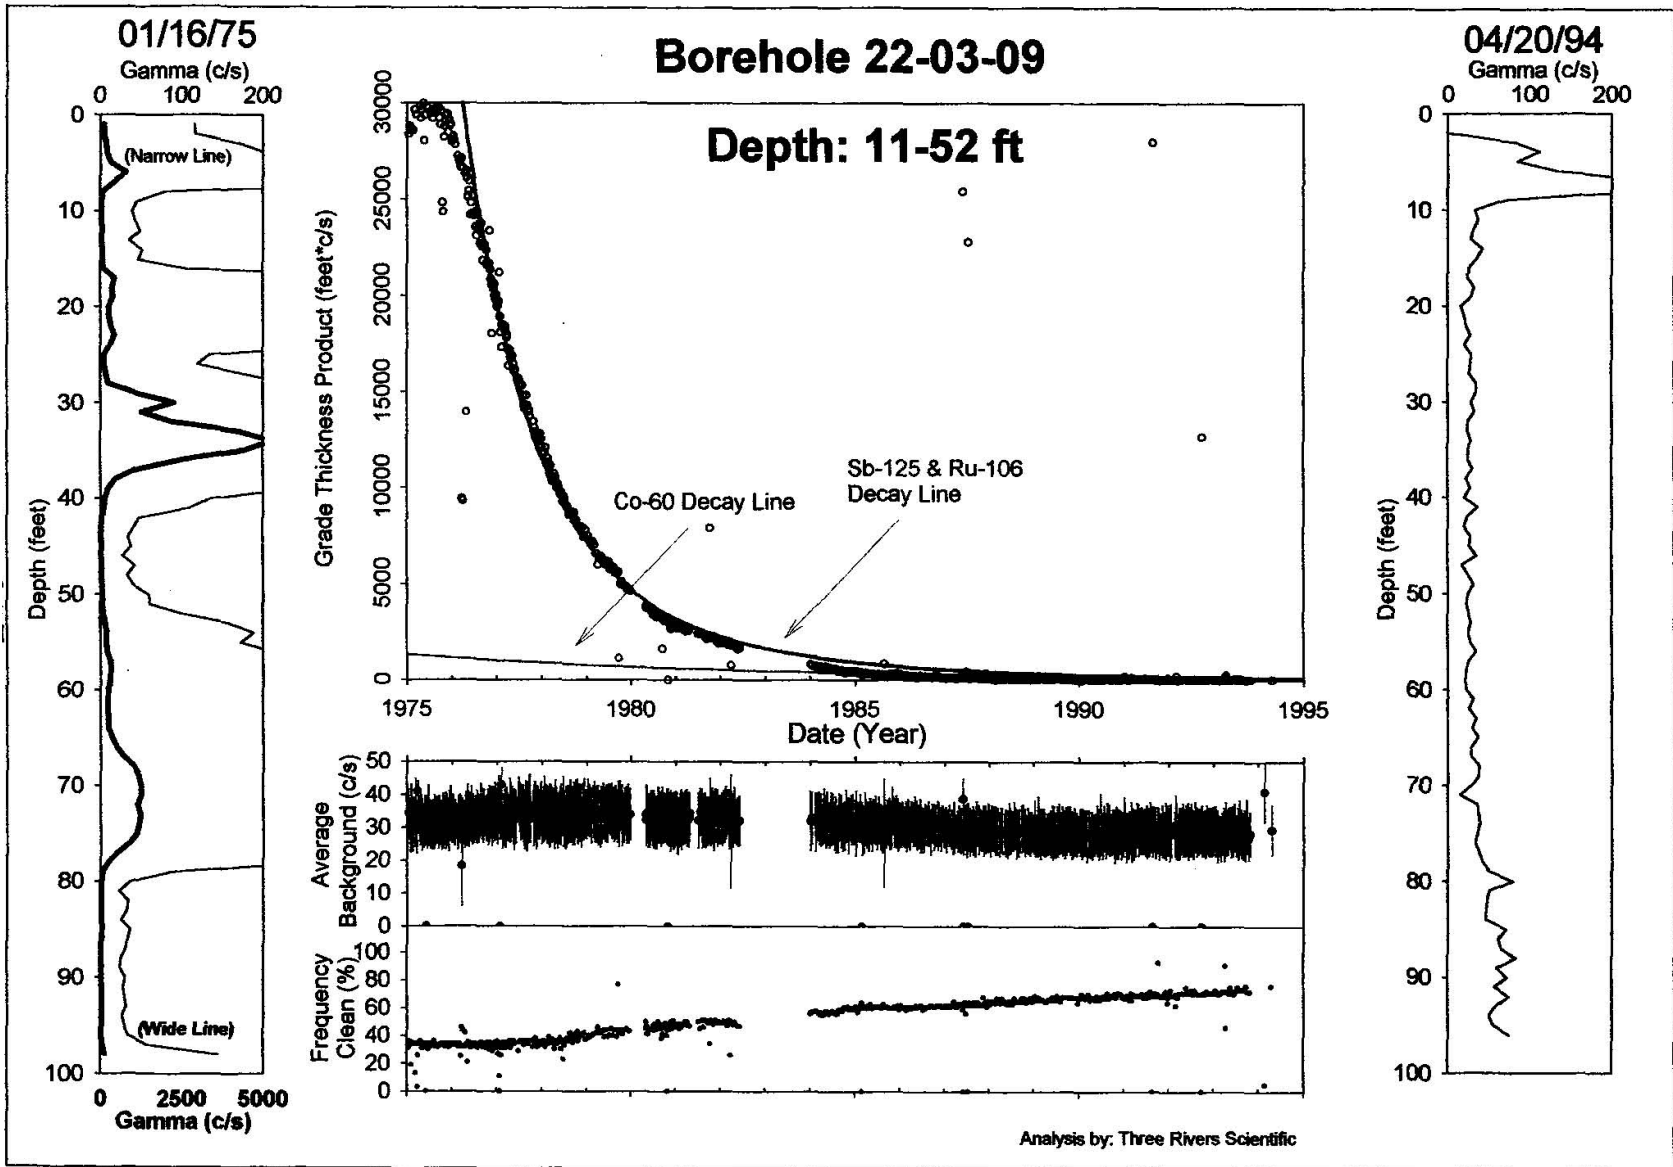 01/16/75
Gamma (c/s)
0 100 200
0
10
20
30
40
50
60
70
80
90
100
Depth (feet)
(Narrow Line)
(Wide Line)
0 2500 5000
Gamma (c/s)
Borehole 22-03-09
Depth: 11-52 ft
30000
25000
20000
15000
10000
5000
0
Grade Thickness Product (feet*c/s)
Co-60 Decay Line
Sb-125 & Ru-106
Decay Line
1975 1980 1985 1990 1995
Date (Year)
50
40
30
20
10
0
Average
Background (c/s)
100
80
60
40
20
0
Frequency
Clean (%)
04/20/94
Gamma (c/s)
0 100 200
0
10
20
30
40
50
60
70
80
90
100
Depth (feet)
Analysis by: Three Rivers Scientific